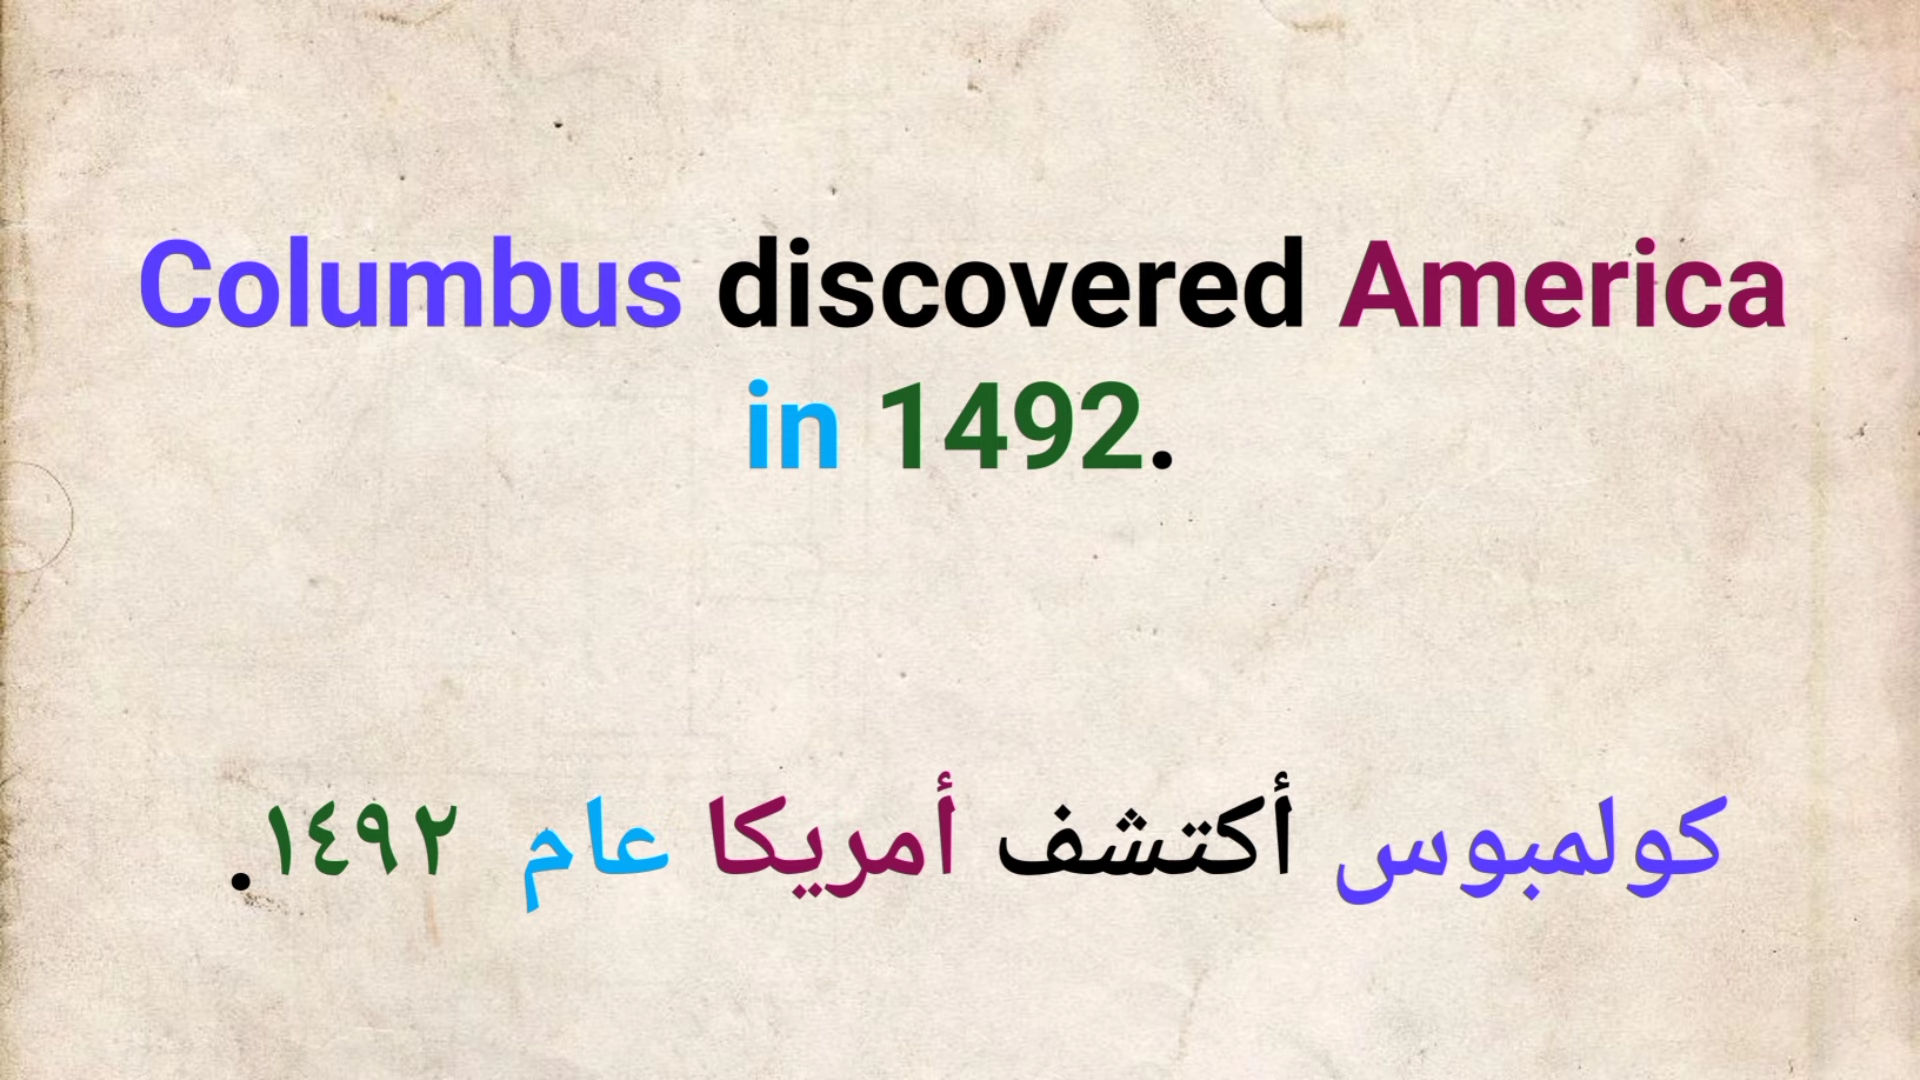 Columbus discovered America
in 1492.
كولمبوس أكتشف أمريكا عام ١٤٩٢.